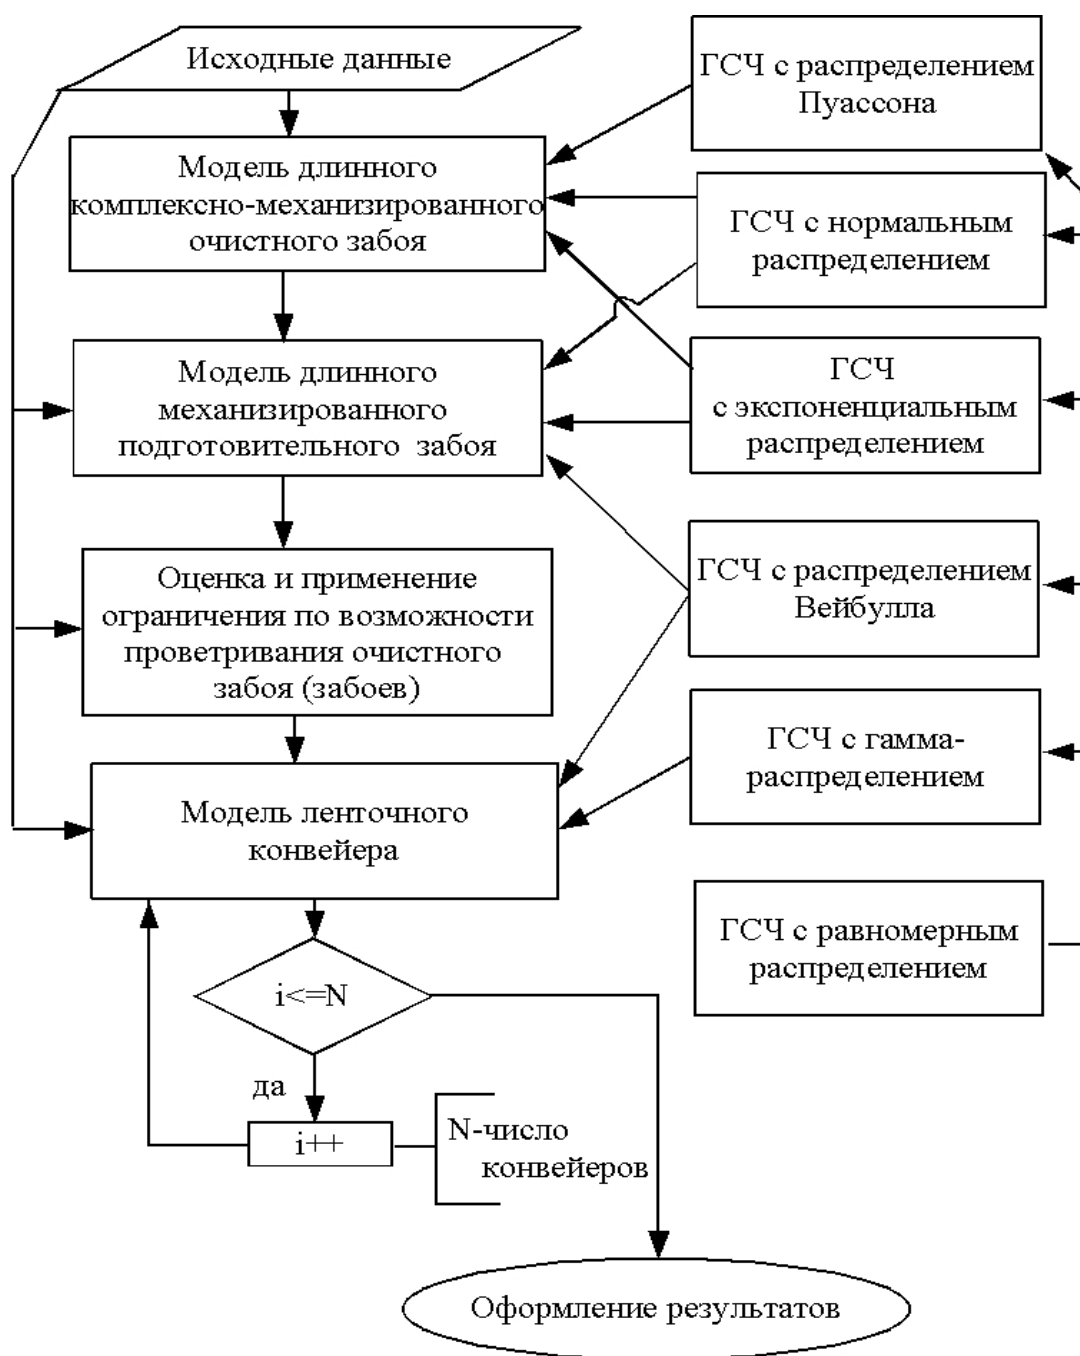 Исходные данные
Модель длинного
комплексно-механизированного
очистного забоя
Модель длинного
механизированного
подготовительного забоя
Оценка и применение
ограничения по возможности
проветривания очистного
забоя (забоев)
Модель ленточного
конвейера
i<=N
да
i++
N-число
конвейеров
Оформление результатов
ГСЧ с распределением
Пуассона
ГСЧ с нормальным
распределением
ГСЧ
с экспоненциальным
распределением
ГСЧ с распределением
Вейбулла
ГСЧ с гамма-
распределением
ГСЧ с равномерным
распределением